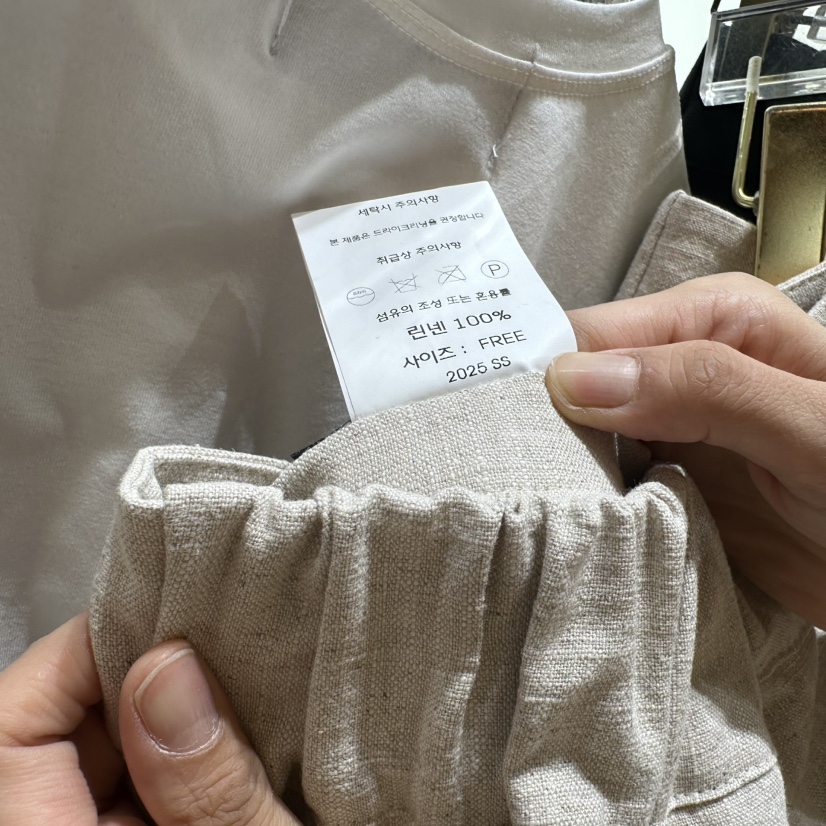 세탁시 주의사항
본 제품은 드라이크리닝을 권정합니다
취급상 주의사항
P
섬유의 조성 또는 혼용률
린넨 100%
사이즈 : FREE
2025 SS